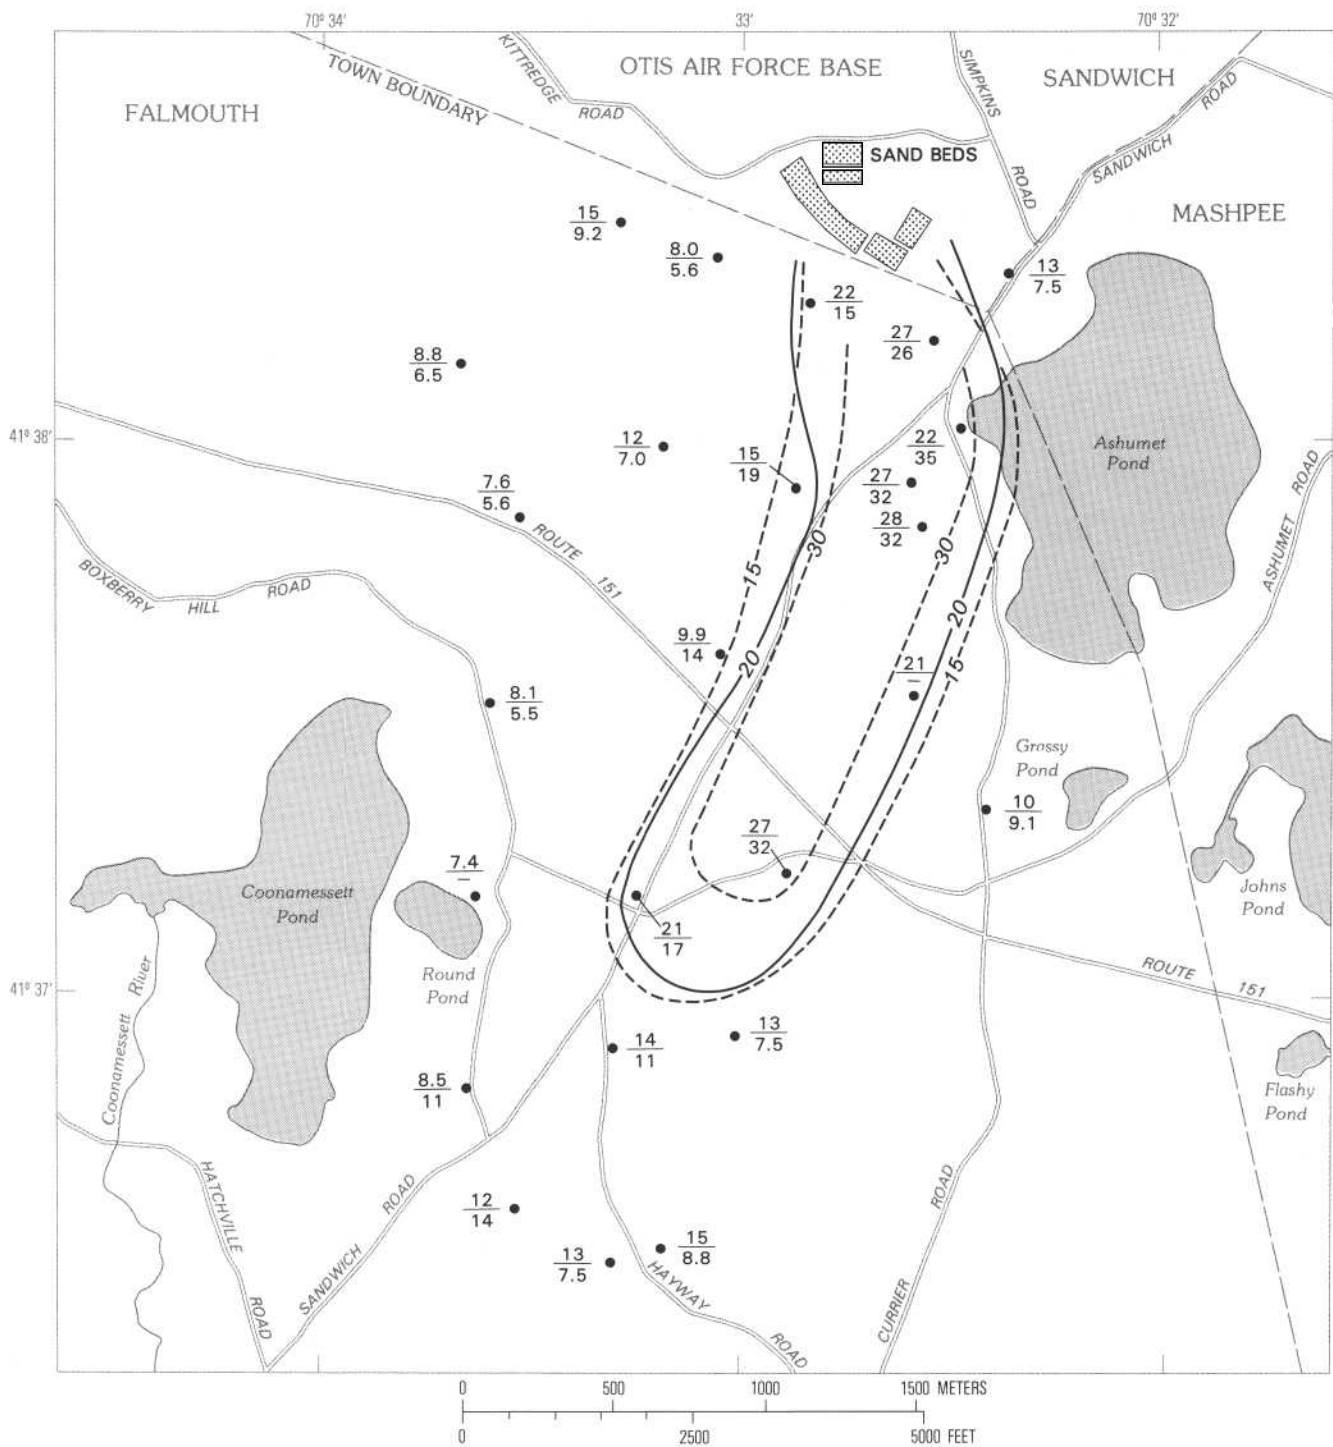 70° 34'
33'
70° 32'
KITTREDGE
ROAD
OTIS AIR FORCE BASE
SIMPKINS
ROAD
SANDWICH
SANDWICH
ROAD
TOWN BOUNDARY
FALMOUTH
SAND BEDS
MASHPEE
15
9.2
8.0
5.6
13
7.5
22
15
27
26
8.8
6.5
41° 38'
12
7.0
15
19
22
35
Ashumet
Pond
27
32
28
32
7.6
5.6
ROUTE
151
ASHUMET
ROAD
BOXBERRY
HILL
ROAD
15
30
30
20
15
20
9.9
14
21
–
8.1
5.5
Grassy
Pond
10
9.1
27
32
7.4
–
Coonamessett
Pond
Johns
Pond
21
17
Round
Pond
41° 37'
ROUTE
151
Coonamessett
River
14
11
13
7.5
8.5
11
Flashy
Pond
HATCHVILLE
ROAD
SANDWICH
ROAD
12
14
13
7.5
15
8.8
HAYWAY
ROAD
CURRIER
ROAD
0
500
1000
1500 METERS
0
2500
5000 FEET